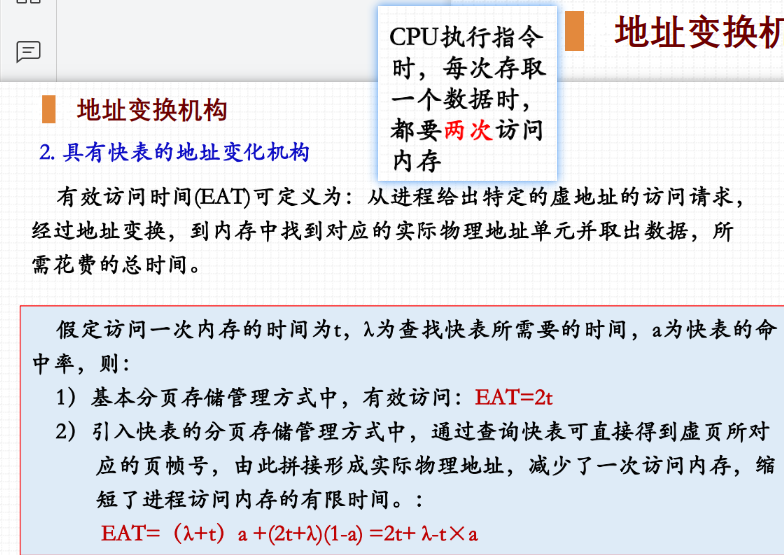 CPU执行指令
时，每次存取
一个数据时，
都要两次访问
内存
地址变换机
地址变换机构
2. 具有快表的地址变化机构
有效访问时间(EAT)可定义为：从进程给出特定的虚地址的访问请求，
经过地址变换，到内存中找到对应的实际物理地址单元并取出数据，所
需花费的总时间。
假定访问一次内存的时间为t，λ为查找快表所需要的时间，a为快表的命
中率，则：
1）基本分页存储管理方式中，有效访问：EAT=2t
2）引入快表的分页存储管理方式中，通过查询快表可直接得到虚页所对
应的页帧号，由此拼接形成实际物理地址，减少了一次访问内存，缩
短了进程访问内存的有限时间。：
EAT=（λ+t）a +(2t+λ)(1-a) =2t+ λ-t×a